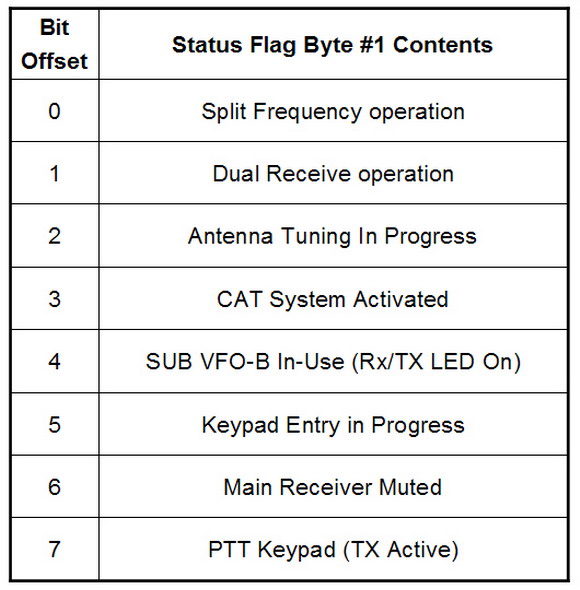 Bit Offset Status Flag Byte #1 Contents
0 Split Frequency operation
1 Dual Receive operation
2 Antenna Tuning In Progress
3 CAT System Activated
4 SUB VFO-B In-Use (Rx/TX LED On)
5 Keypad Entry in Progress
6 Main Receiver Muted
7 PTT Keypad (TX Active)